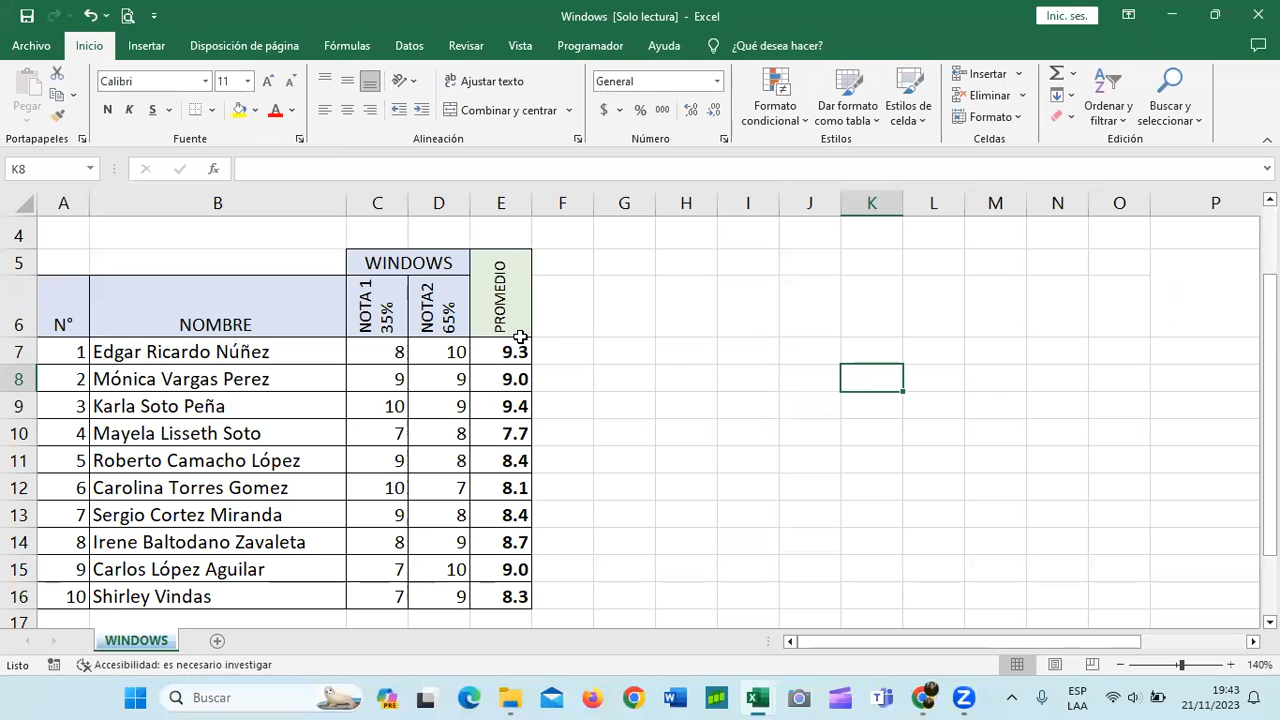 Windows [Solo lectura] - Excel
Inic. ses.
Archivo Inicio Insertar Disposición de página Fórmulas Datos Revisar Vista Programador Ayuda ¿Qué desea hacer?
Pegar
Calibri 11
N K S
Ajustar texto
Combinar y centrar
General
$ % 000
Formato condicional
Dar formato como tabla
Estilos de celda
Insertar
Eliminar
Formato
Ordenar y filtrar
Buscar y seleccionar
Portapapeles Fuente Alineación Número Estilos Celdas Edición
K8 fx
A B C D E F G H I J K L M N O P
4
5 WINDOWS PROMEDIO
6 N° NOMBRE NOTA 1 35% NOTA2 65%
7 1 Edgar Ricardo Núñez 8 10 9.3
8 2 Mónica Vargas Perez 9 9 9.0
9 3 Karla Soto Peña 10 9 9.4
10 4 Mayela Lisseth Soto 7 8 7.7
11 5 Roberto Camacho López 9 8 8.4
12 6 Carolina Torres Gomez 10 7 8.1
13 7 Sergio Cortez Miranda 9 8 8.4
14 8 Irene Baltodano Zavaleta 8 9 8.7
15 9 Carlos López Aguilar 7 10 9.0
16 10 Shirley Vindas 7 9 8.3
17
WINDOWS
Listo Accesibilidad: es necesario investigar 140%
Buscar
PRE
ESP
LAA
19:43
21/11/2023